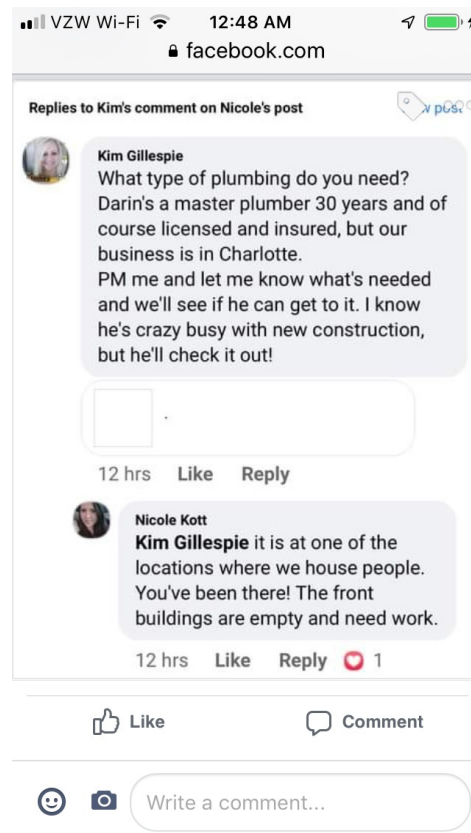 VZW Wi-Fi 12:48 AM
facebook.com
Replies to Kim's comment on Nicole's post
Kim Gillespie
What type of plumbing do you need?
Darin's a master plumber 30 years and of
course licensed and insured, but our
business is in Charlotte.
PM me and let me know what's needed
and we'll see if he can get to it. I know
he's crazy busy with new construction,
but he'll check it out!
12 hrs Like Reply
Nicole Kott
Kim Gillespie it is at one of the
locations where we house people.
You've been there! The front
buildings are empty and need work.
12 hrs Like Reply 1
Like Comment
Write a comment...